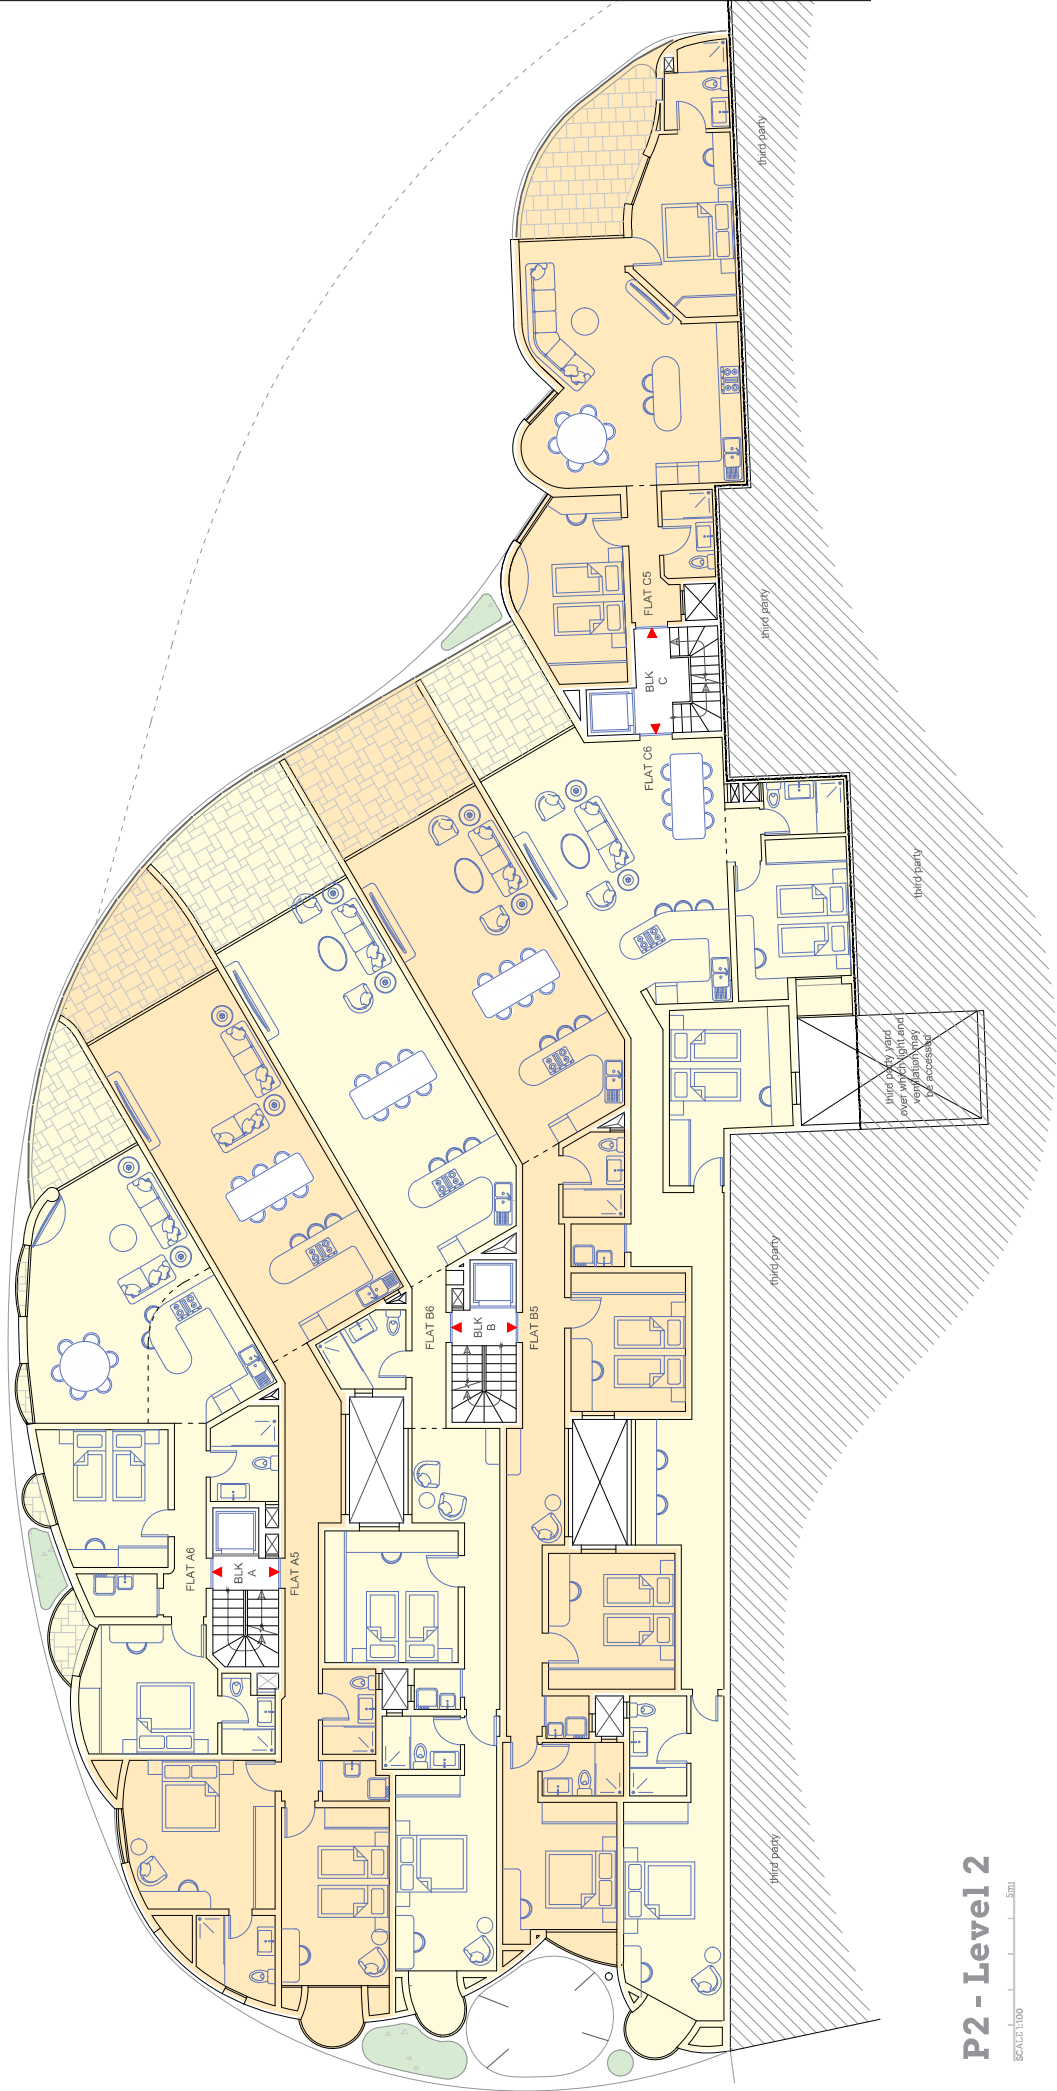 third party
FLAT C5
third party
BLK
C
FLAT C6
third party
third party yard
over which light and
ventilation may
be accessed
third party
FLAT B6
BLK
B
FLAT B5
FLAT A6
BLK
A
FLAT A5
third party
P2 - Level 2
SCALE 1:100
5m